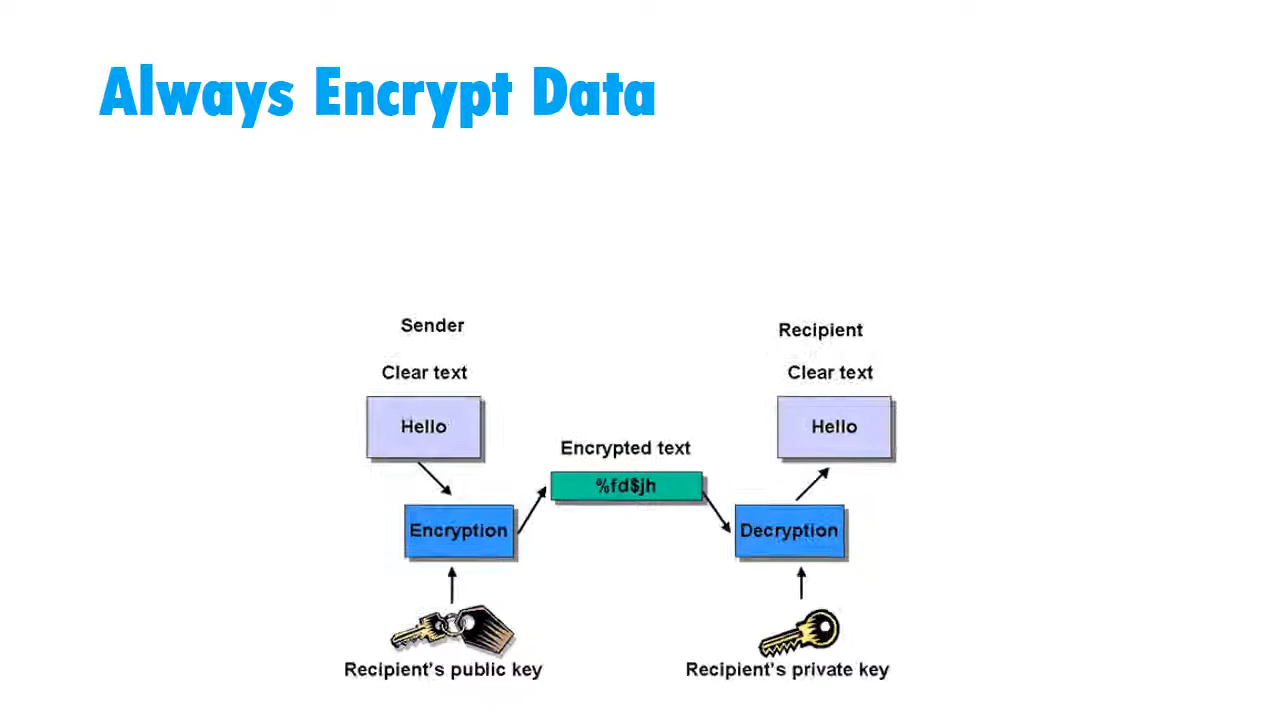 Always Encrypt Data
Sender
Recipient
Clear text
Clear text
Hello
Hello
Encrypted text
%fd$jh
Encryption
Decryption
Recipient's public key
Recipient's private key